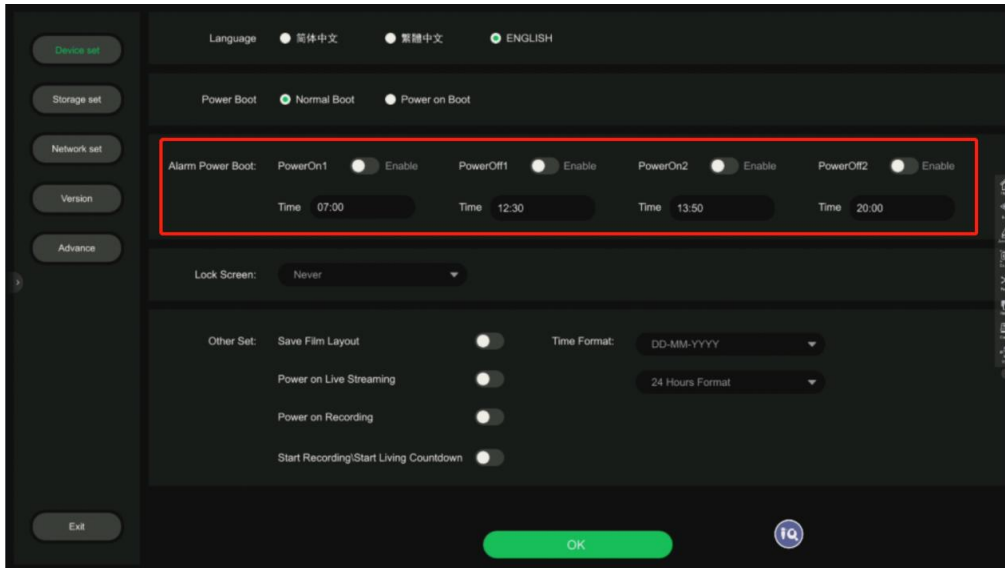 Device set
Storage set
Network set
Version
Advance
Exit
Language 简体中文 繁體中文 ENGLISH
Power Boot Normal Boot Power on Boot
Alarm Power Boot: PowerOn1 Enable PowerOff1 Enable PowerOn2 Enable PowerOff2 Enable
Time 07:00 Time 12:30 Time 13:50 Time 20:00
Lock Screen: Never
Other Set: Save Film Layout Time Format: DD-MM-YYYY
Power on Live Streaming 24 Hours Format
Power on Recording
Start Recording\Start Living Countdown
OK
IQ